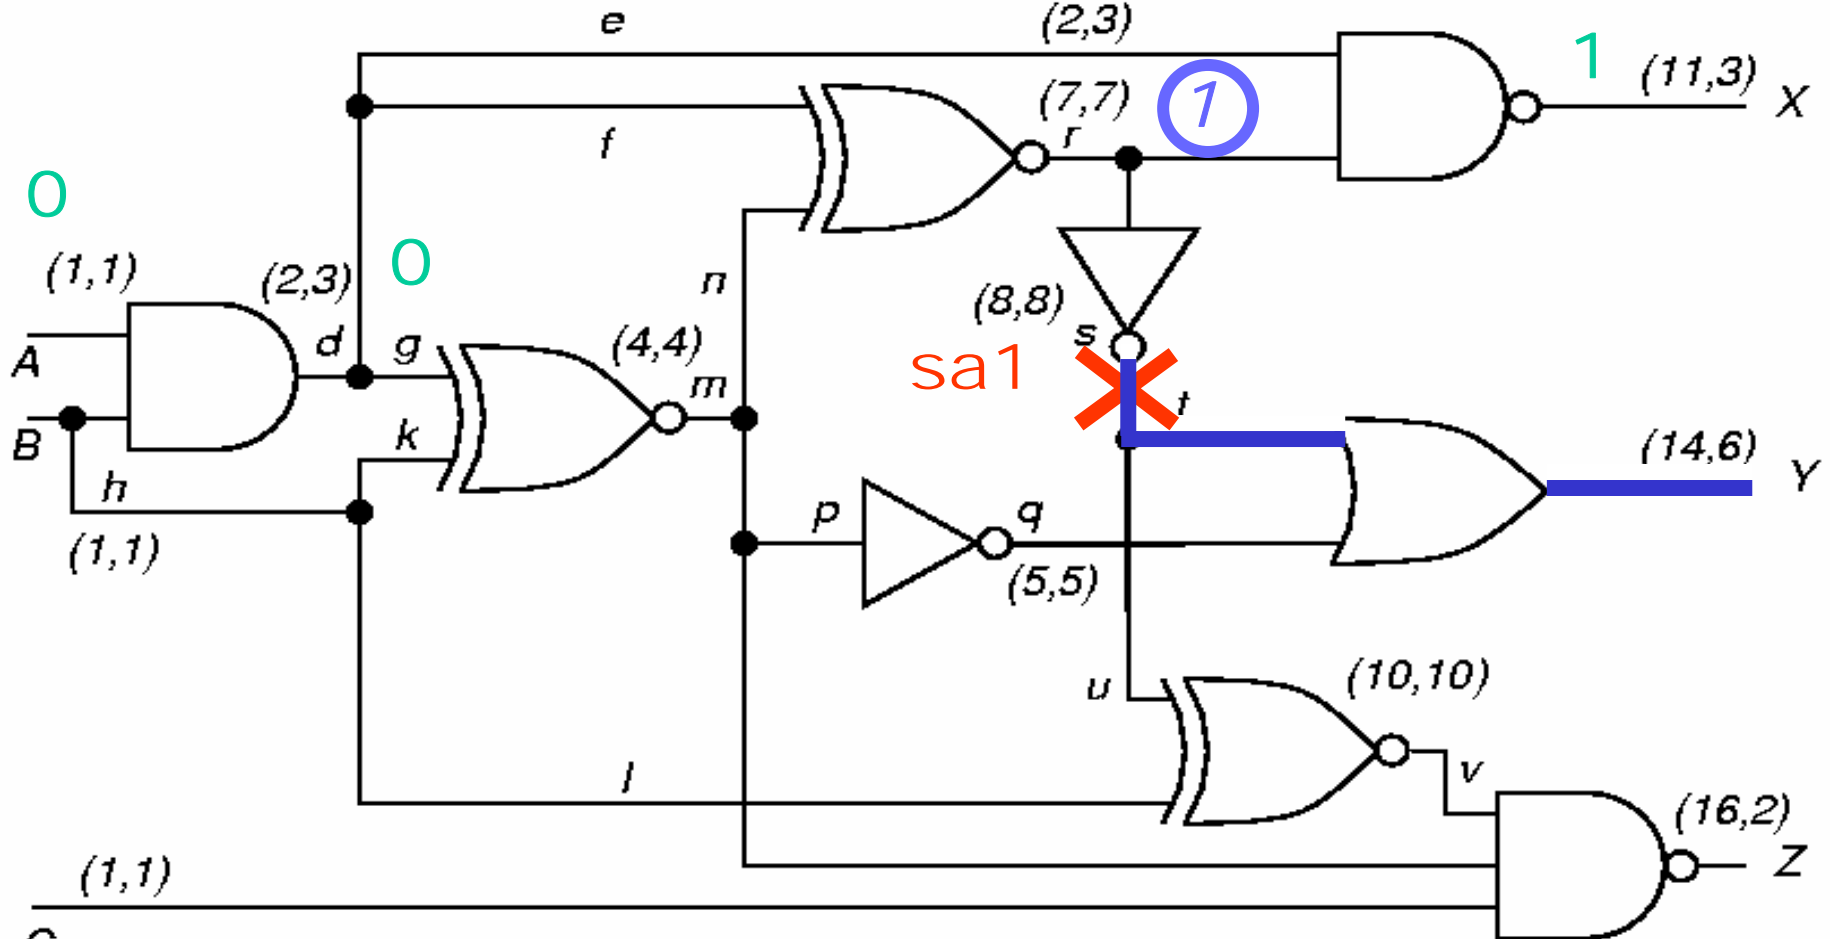 e
(2,3)
1
(11,3)
X
(7,7)
1
r
f
0
(1,1)
(2,3)
0
n
(8,8)
s
A
d
g
(4,4)
m
sa1
t
B
k
(14,6)
Y
h
(1,1)
p
q
(5,5)
u
(10,10)
l
v
(16,2)
Z
(1,1)